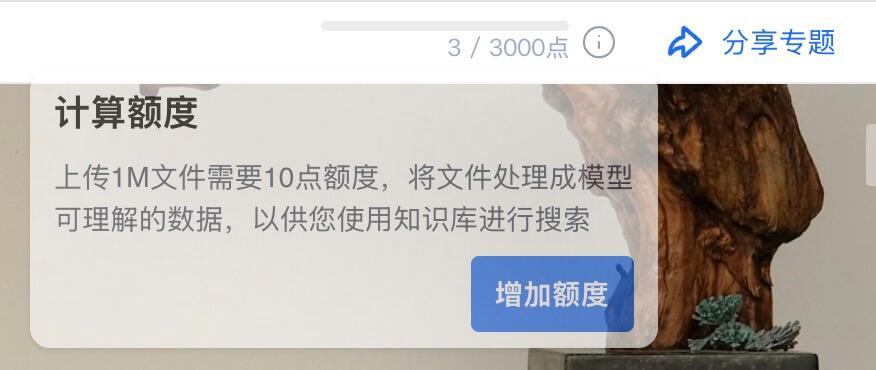 3 / 3000点
分享专题
计算额度
上传1M文件需要10点额度，将文件处理成模型
可理解的数据，以供您使用知识库进行搜索
增加额度